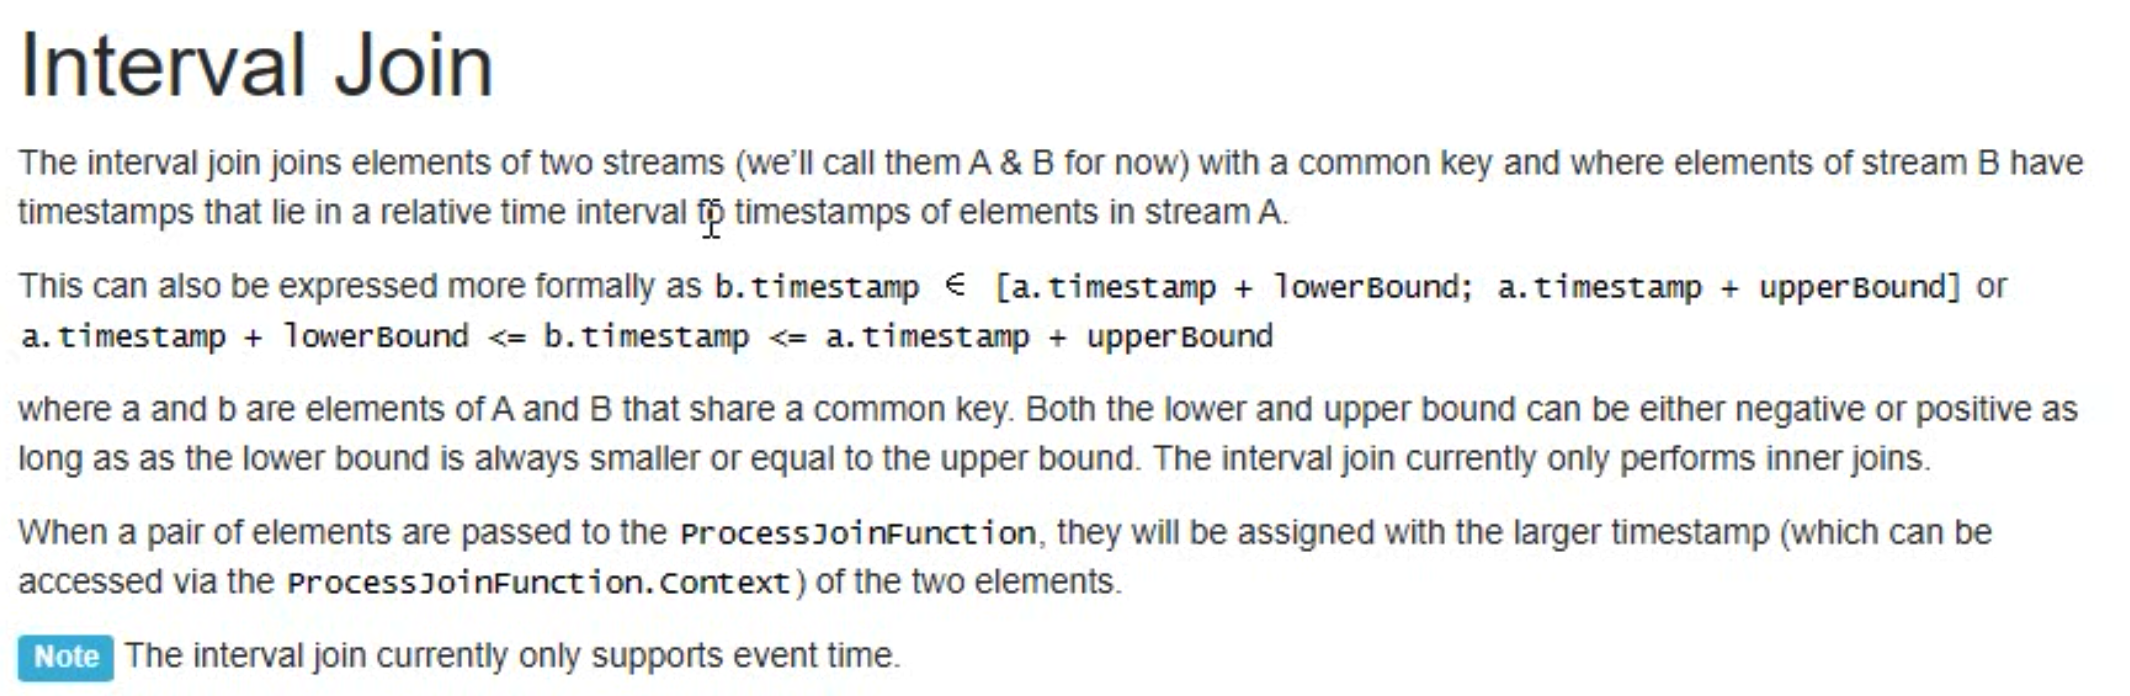 Interval Join
The interval join joins elements of two streams (we'll call them A & B for now) with a common key and where elements of stream B have
timestamps that lie in a relative time interval to timestamps of elements in stream A.
This can also be expressed more formally as b.timestamp ∈ [a.timestamp + lowerBound; a.timestamp + upperBound] or
a.timestamp + lowerBound <= b.timestamp <= a.timestamp + upperBound
where a and b are elements of A and B that share a common key. Both the lower and upper bound can be either negative or positive as
long as as the lower bound is always smaller or equal to the upper bound. The interval join currently only performs inner joins.
When a pair of elements are passed to the ProcessJoinFunction, they will be assigned with the larger timestamp (which can be
accessed via the ProcessJoinFunction.Context) of the two elements.
Note The interval join currently only supports event time.